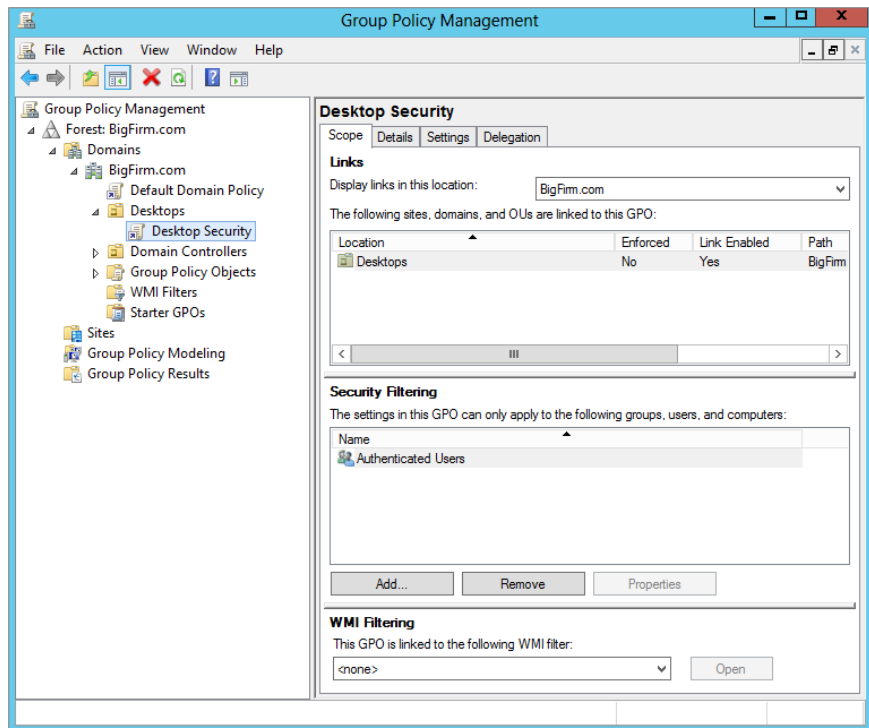 Group Policy Management
File Action View Window Help
Group Policy Management
Forest: BigFirm.com
Domains
BigFirm.com
Default Domain Policy
Desktops
Desktop Security
Domain Controllers
Group Policy Objects
WMI Filters
Starter GPOs
Sites
Group Policy Modeling
Group Policy Results
Desktop Security
Scope Details Settings Delegation
Links
Display links in this location: BigFirm.com
The following sites, domains, and OUs are linked to this GPO:
Location Enforced Link Enabled Path
Desktops No Yes BigFirm
Security Filtering
The settings in this GPO can only apply to the following groups, users, and computers:
Name
Authenticated Users
Add... Remove Properties
WMI Filtering
This GPO is linked to the following WMI filter:
<none> Open